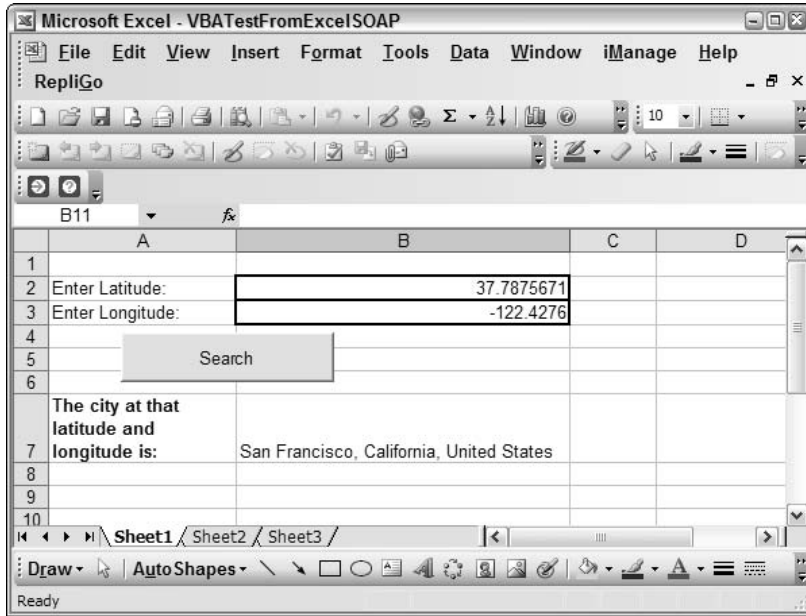 Microsoft Excel - VBATestFromExcelSOAP
File Edit View Insert Format Tools Data Window iManage Help
RepliGo
10
B11 fx
A B C D
1
2 Enter Latitude: 37.7875671
3 Enter Longitude: -122.4276
4
Search
5
6
The city at that
latitude and
7 longitude is: San Francisco, California, United States
8
9
10
Sheet1 / Sheet2 / Sheet3 /
Draw AutoShapes
Ready